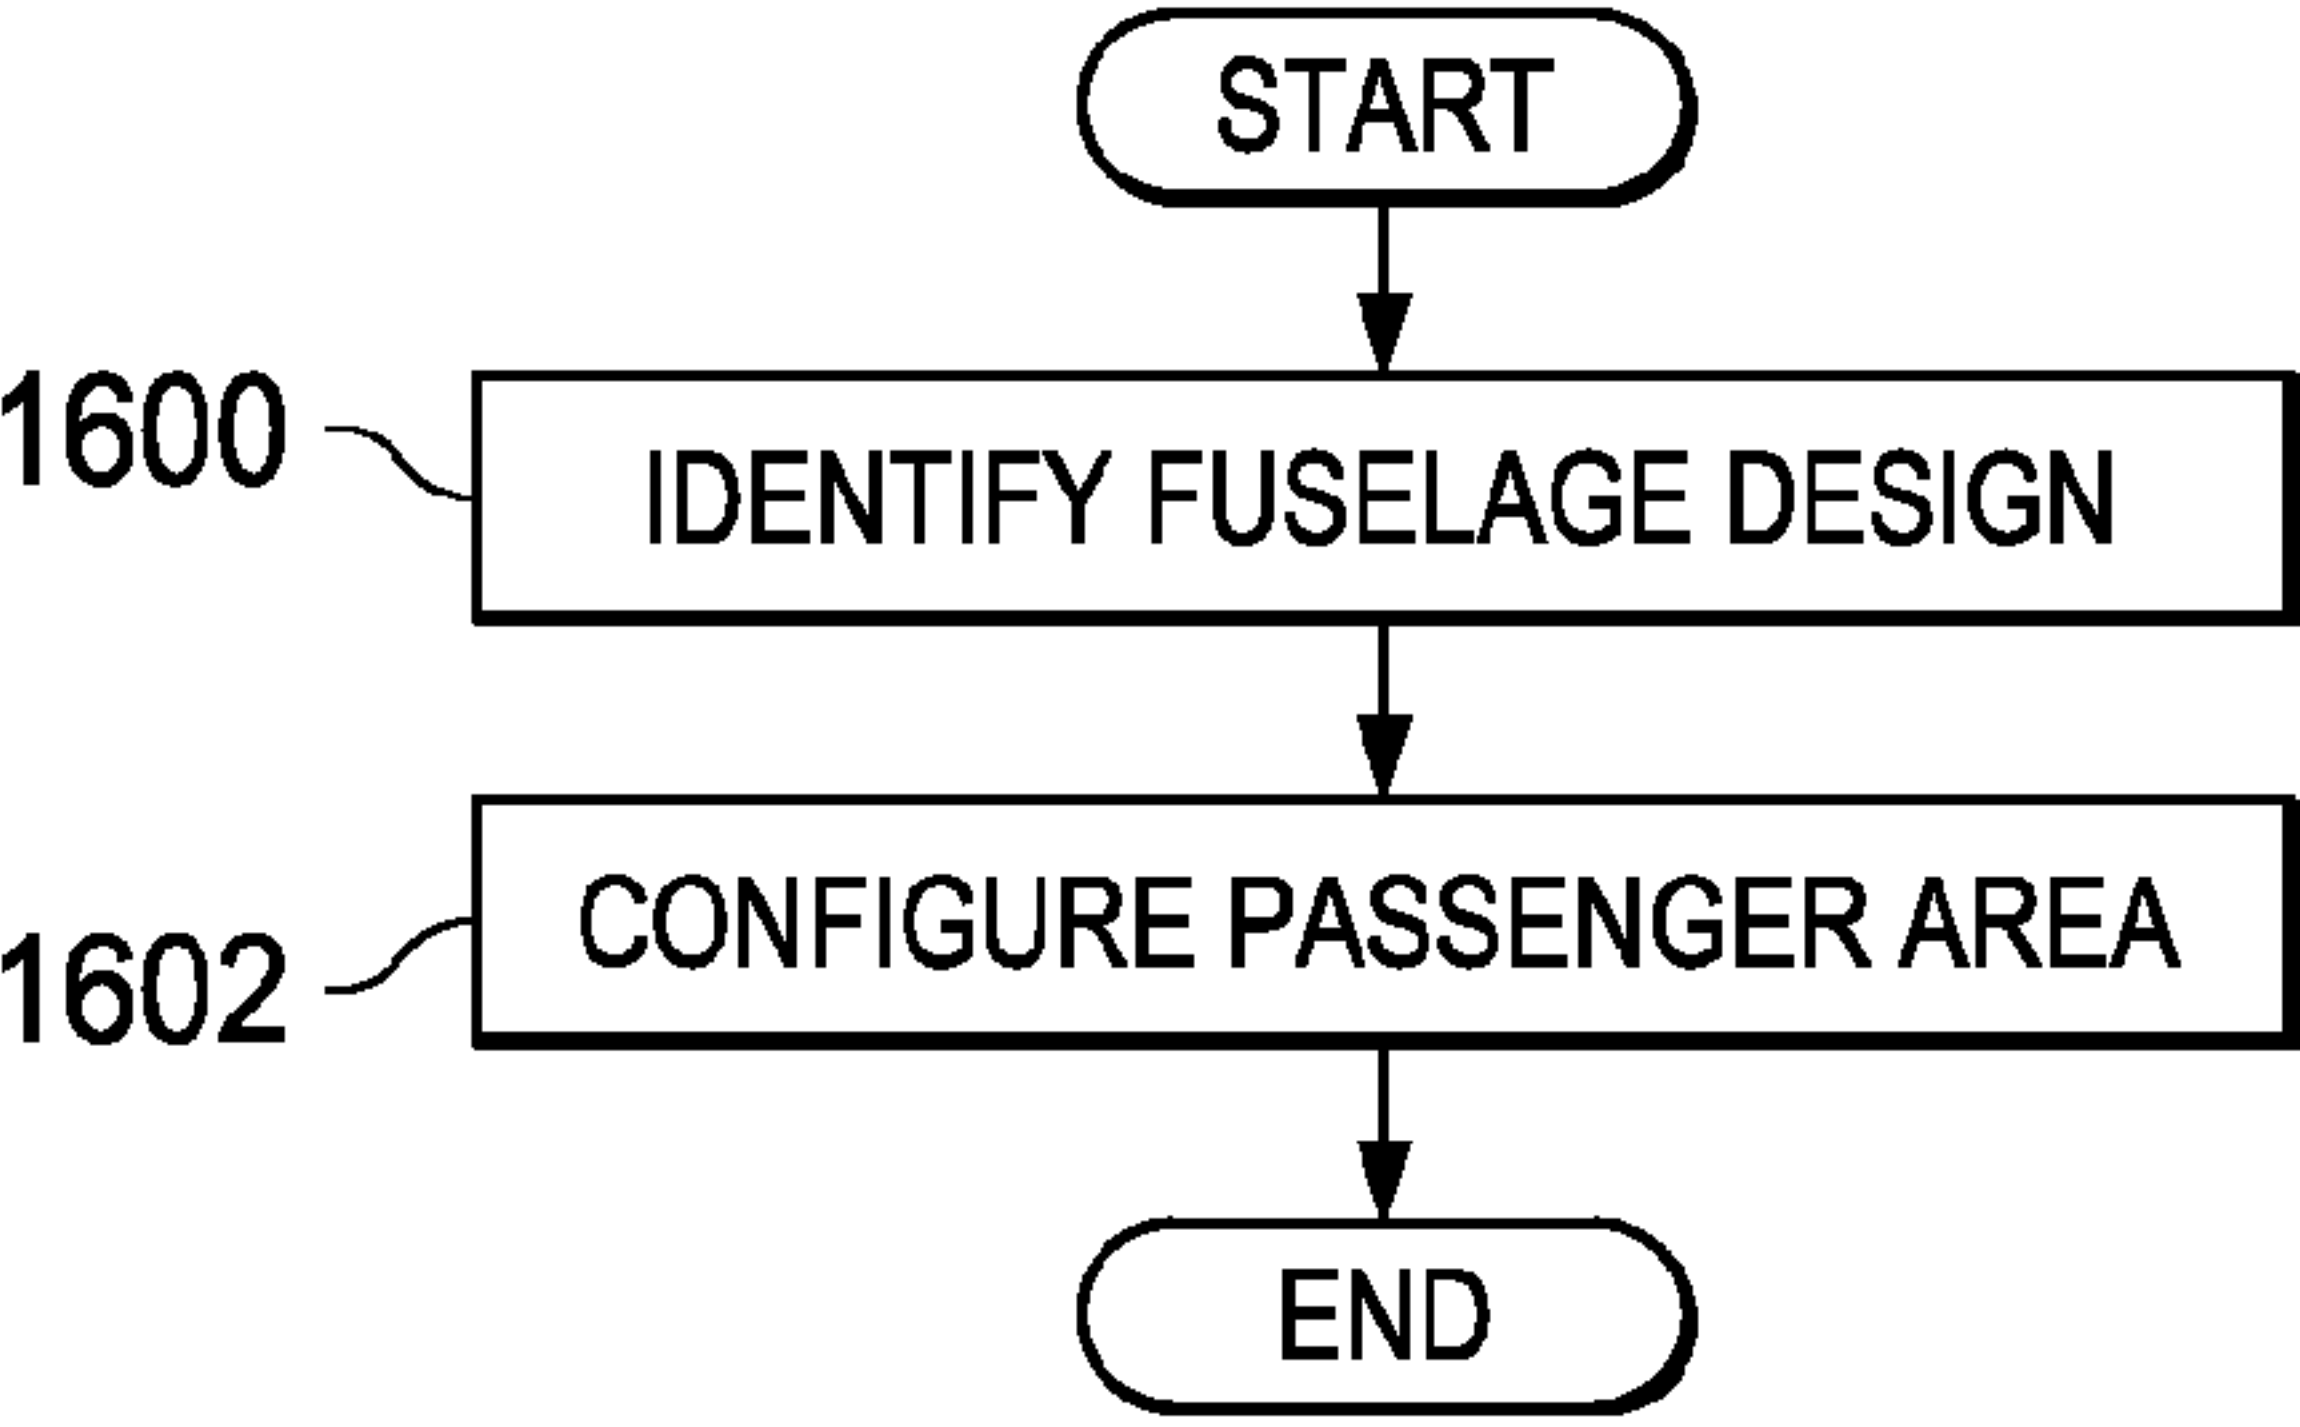 START
1600
IDENTIFY FUSELAGE DESIGN
CONFIGURE PASSENGER AREA
1602
END